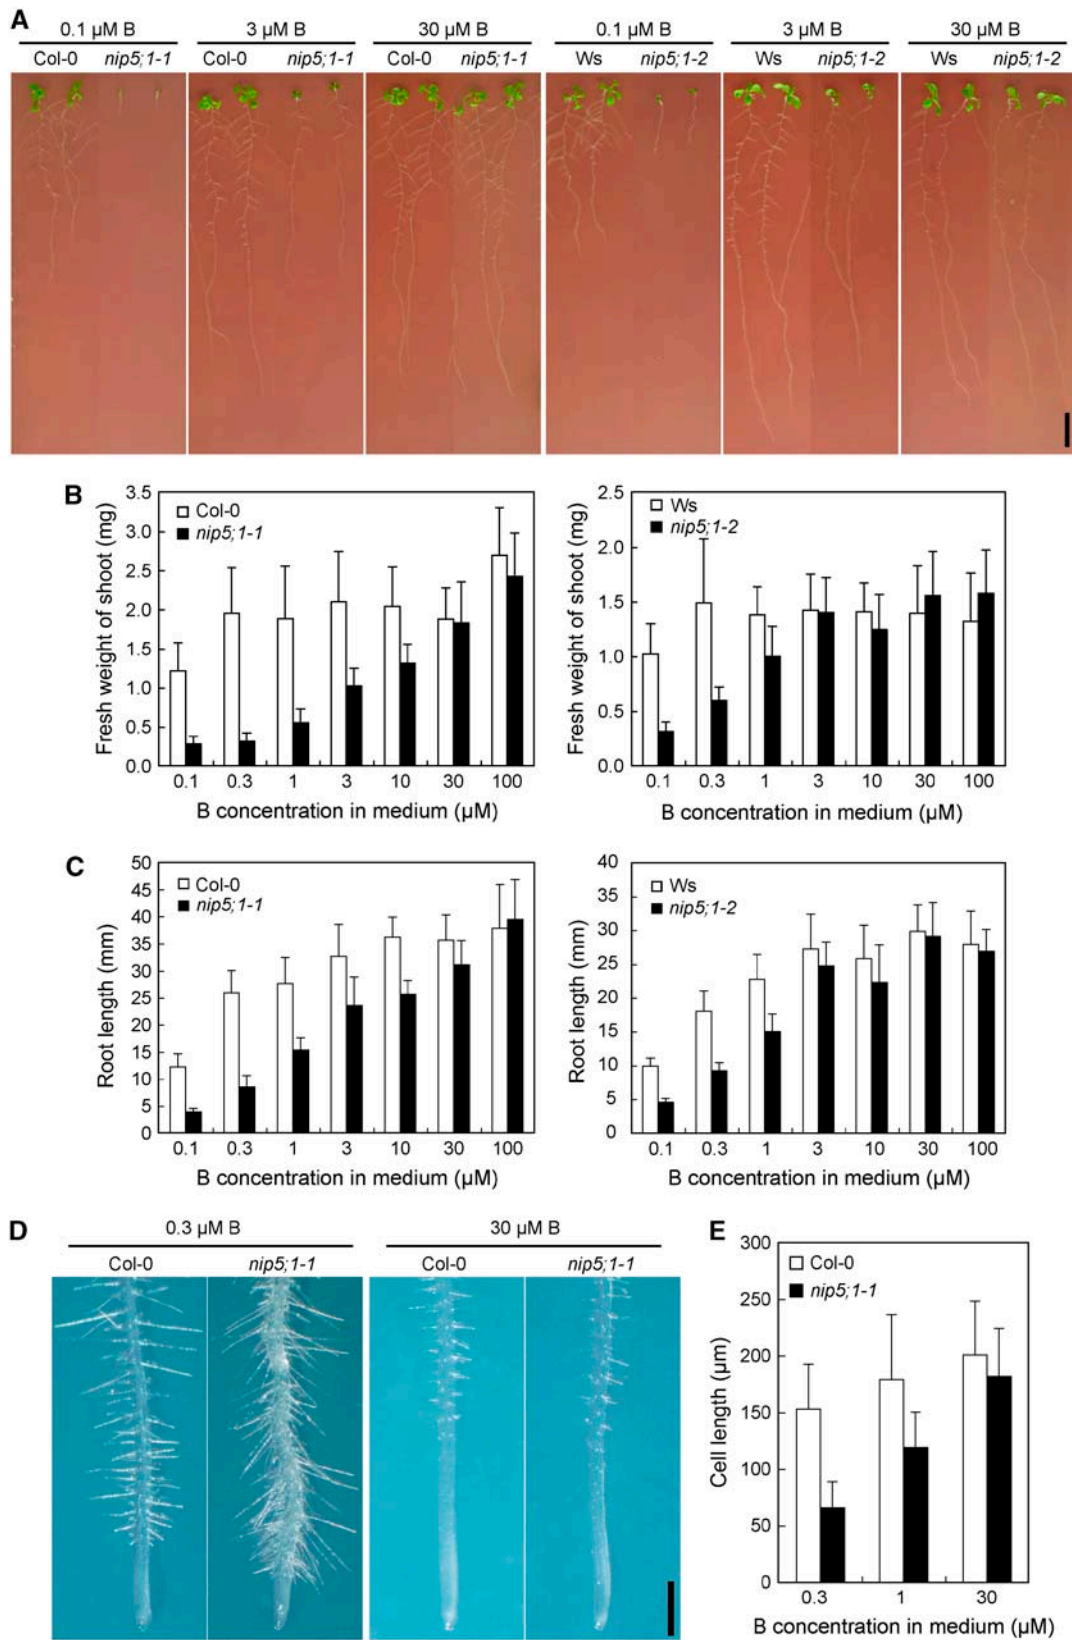 A
0.1 µM B 3 µM B 30 µM B 0.1 µM B 3 µM B 30 µM B
Col-0 nip5;1-1 Col-0 nip5;1-1 Col-0 nip5;1-1 Ws nip5;1-2 Ws nip5;1-2 Ws nip5;1-2
B
Fresh weight of shoot (mg)
3.5
3.0
2.5
2.0
1.5
1.0
0.5
0.0
Col-0
nip5;1-1
0.1 0.3 1 3 10 30 100
B concentration in medium (µM)
Fresh weight of shoot (mg)
2.5
2.0
1.5
1.0
0.5
0.0
Ws
nip5;1-2
0.1 0.3 1 3 10 30 100
B concentration in medium (µM)
C
Root length (mm)
50
45
40
35
30
25
20
15
10
5
0
Col-0
nip5;1-1
0.1 0.3 1 3 10 30 100
B concentration in medium (µM)
Root length (mm)
40
35
30
25
20
15
10
5
0
Ws
nip5;1-2
0.1 0.3 1 3 10 30 100
B concentration in medium (µM)
D
0.3 µM B 30 µM B
Col-0 nip5;1-1 Col-0 nip5;1-1
E
Cell length (µm)
300
250
200
150
100
50
0
Col-0
nip5;1-1
0.3 1 30
B concentration in medium (µM)